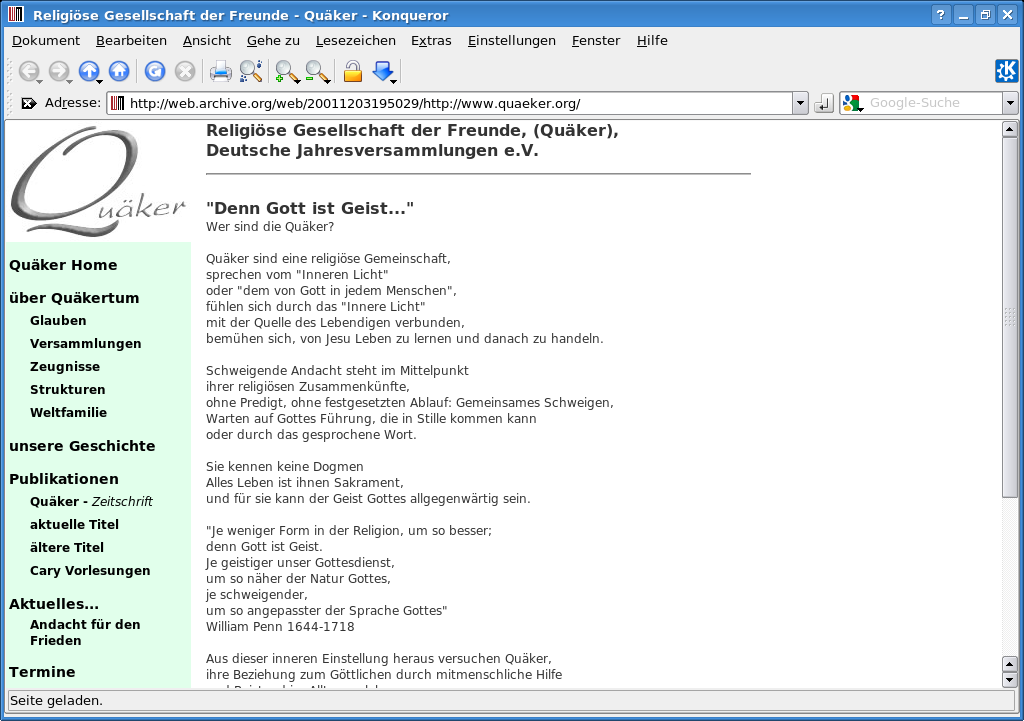 Religiöse Gesellschaft der Freunde - Quäker - Konqueror
Dokument Bearbeiten Ansicht Gehe zu Lesezeichen Extras Einstellungen Fenster Hilfe
Adresse: http://web.archive.org/web/20011203195029/http://www.quaeker.org/ Google-Suche
Quäker
Quäker Home
über Quäkertum
Glauben
Versammlungen
Zeugnisse
Strukturen
Weltfamilie
unsere Geschichte
Publikationen
Quäker - Zeitschrift
aktuelle Titel
ältere Titel
Cary Vorlesungen
Aktuelles...
Andacht für den
Frieden
Termine
Religiöse Gesellschaft der Freunde, (Quäker),
Deutsche Jahresversammlungen e.V.
"Denn Gott ist Geist..."
Wer sind die Quäker?
Quäker sind eine religiöse Gemeinschaft,
sprechen vom "Inneren Licht"
oder "dem von Gott in jedem Menschen",
fühlen sich durch das "Innere Licht"
mit der Quelle des Lebendigen verbunden,
bemühen sich, von Jesu Leben zu lernen und danach zu handeln.
Schweigende Andacht steht im Mittelpunkt
ihrer religiösen Zusammenkünfte,
ohne Predigt, ohne festgesetzten Ablauf: Gemeinsames Schweigen,
Warten auf Gottes Führung, die in Stille kommen kann
oder durch das gesprochene Wort.
Sie kennen keine Dogmen
Alles Leben ist ihnen Sakrament,
und für sie kann der Geist Gottes allgegenwärtig sein.
"Je weniger Form in der Religion, um so besser;
denn Gott ist Geist.
Je geistiger unser Gottesdienst,
um so näher der Natur Gottes,
je schweigender,
um so angepasster der Sprache Gottes"
William Penn 1644-1718
Aus dieser inneren Einstellung heraus versuchen Quäker,
ihre Beziehung zum Göttlichen durch mitmenschliche Hilfe
Seite geladen.